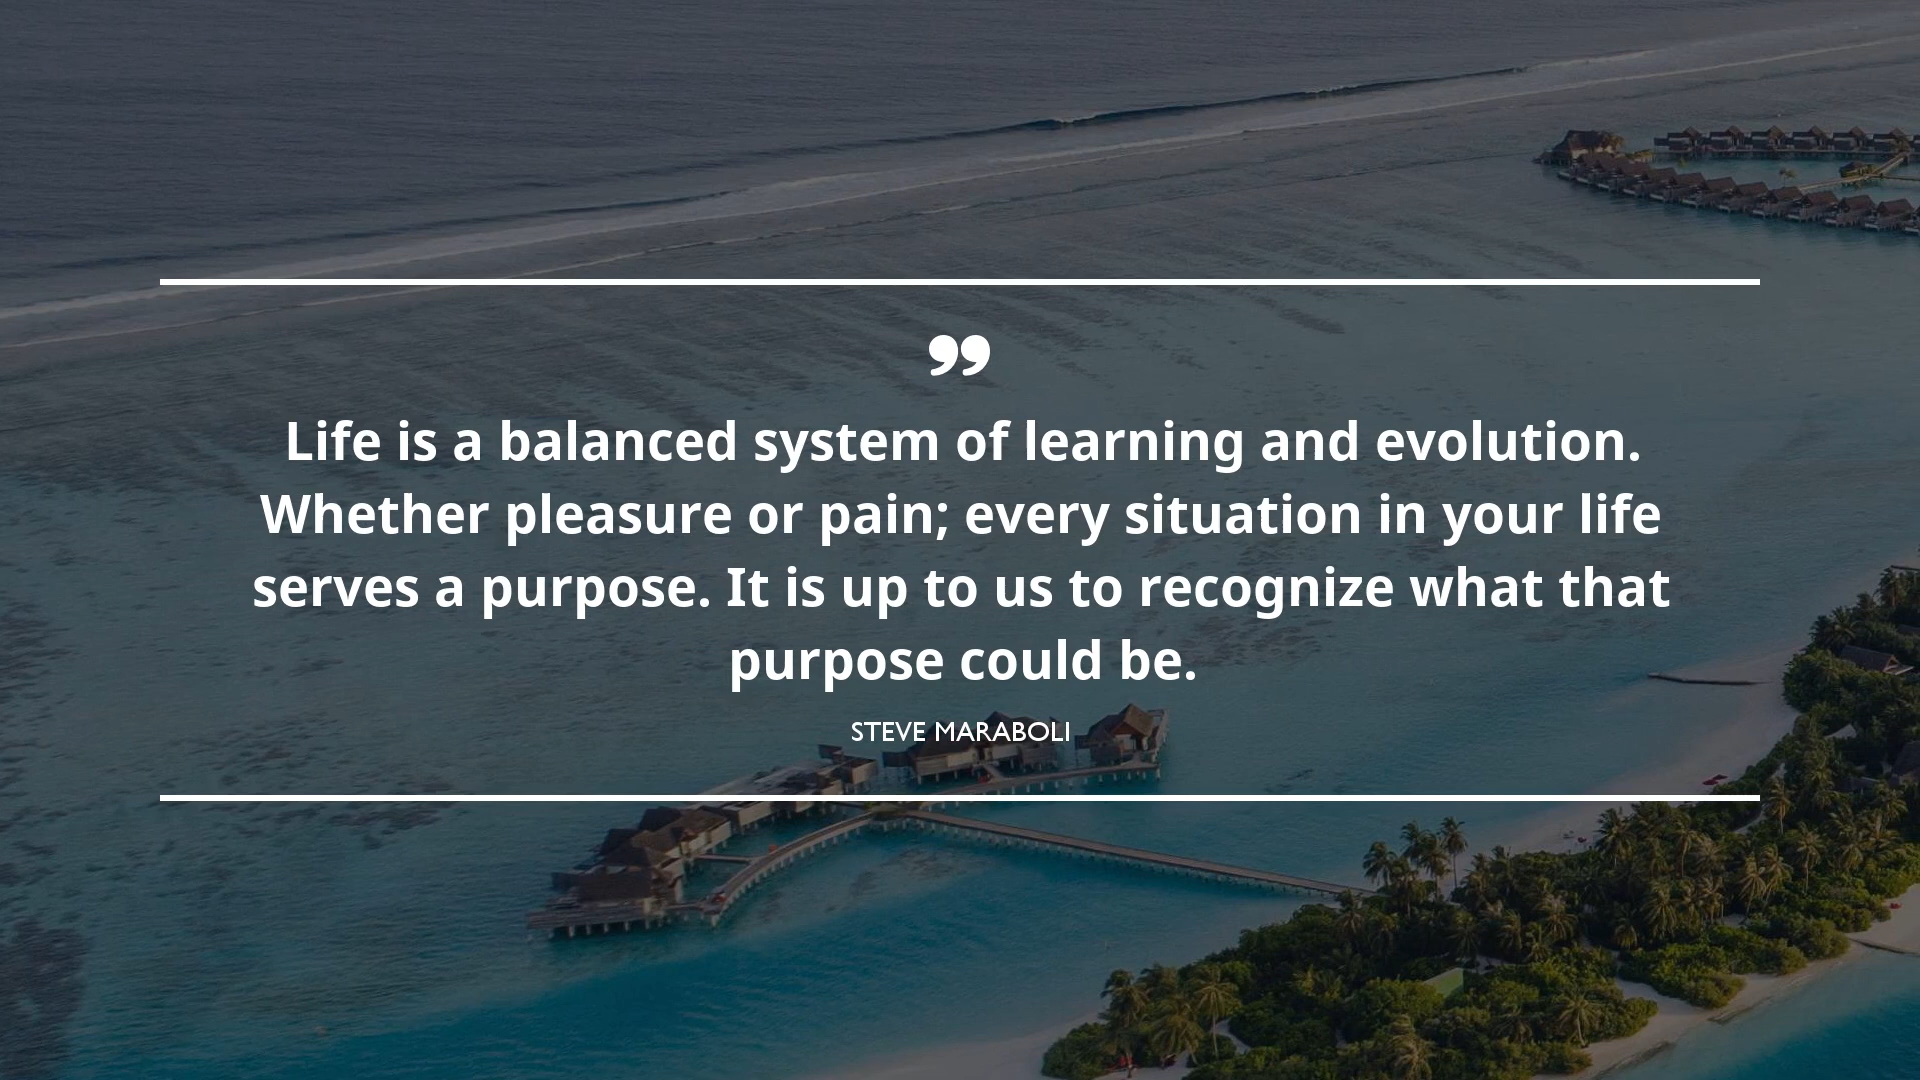 ”
Life is a balanced system of learning and evolution.
Whether pleasure or pain; every situation in your life
serves a purpose. It is up to us to recognize what that
purpose could be.
STEVE MARABOLI